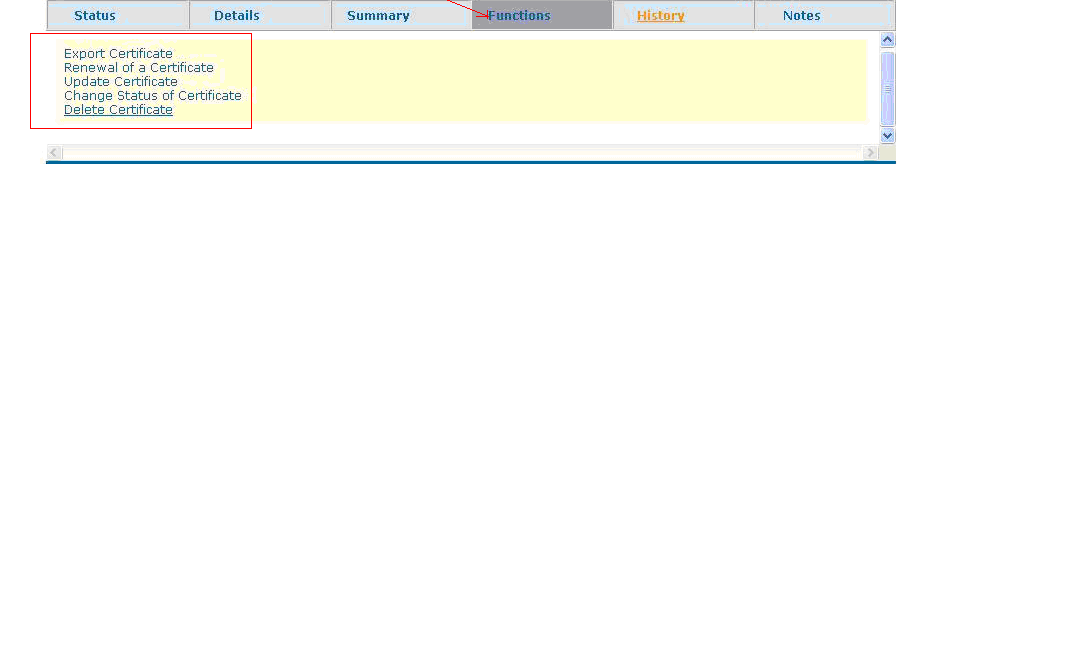 Status Details Summary Functions History Notes
Export Certificate
Renewal of a Certificate
Update Certificate
Change Status of Certificate
Delete Certificate